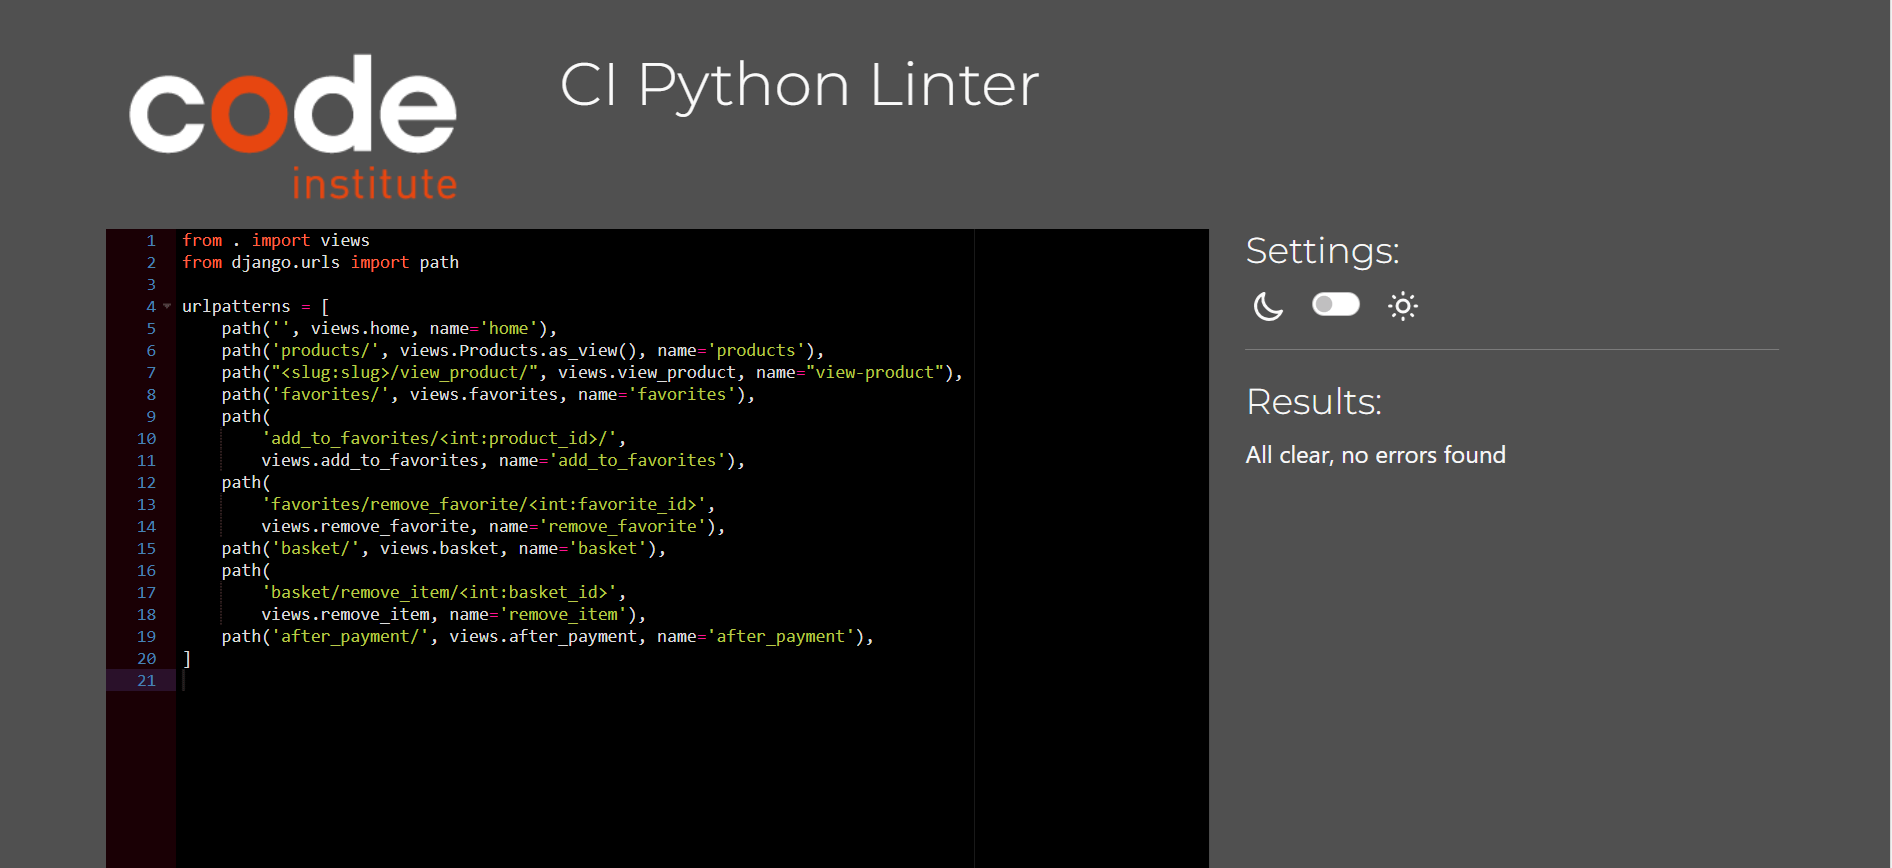 code
institute
CI Python Linter
1 from . import views
2 from django.urls import path
3
4 urlpatterns = [
5     path('', views.home, name='home'),
6     path('products/', views.Products.as_view(), name='products'),
7     path("<slug:slug>/view_product/", views.view_product, name="view-product"),
8     path('favorites/', views.favorites, name='favorites'),
9     path(
10         'add_to_favorites/<int:product_id>/',
11         views.add_to_favorites, name='add_to_favorites'),
12     path(
13         'favorites/remove_favorite/<int:favorite_id>',
14         views.remove_favorite, name='remove_favorite'),
15     path('basket/', views.basket, name='basket'),
16     path(
17         'basket/remove_item/<int:basket_id>',
18         views.remove_item, name='remove_item'),
19     path('after_payment/', views.after_payment, name='after_payment'),
20 ]
21
Settings:
Results:
All clear, no errors found